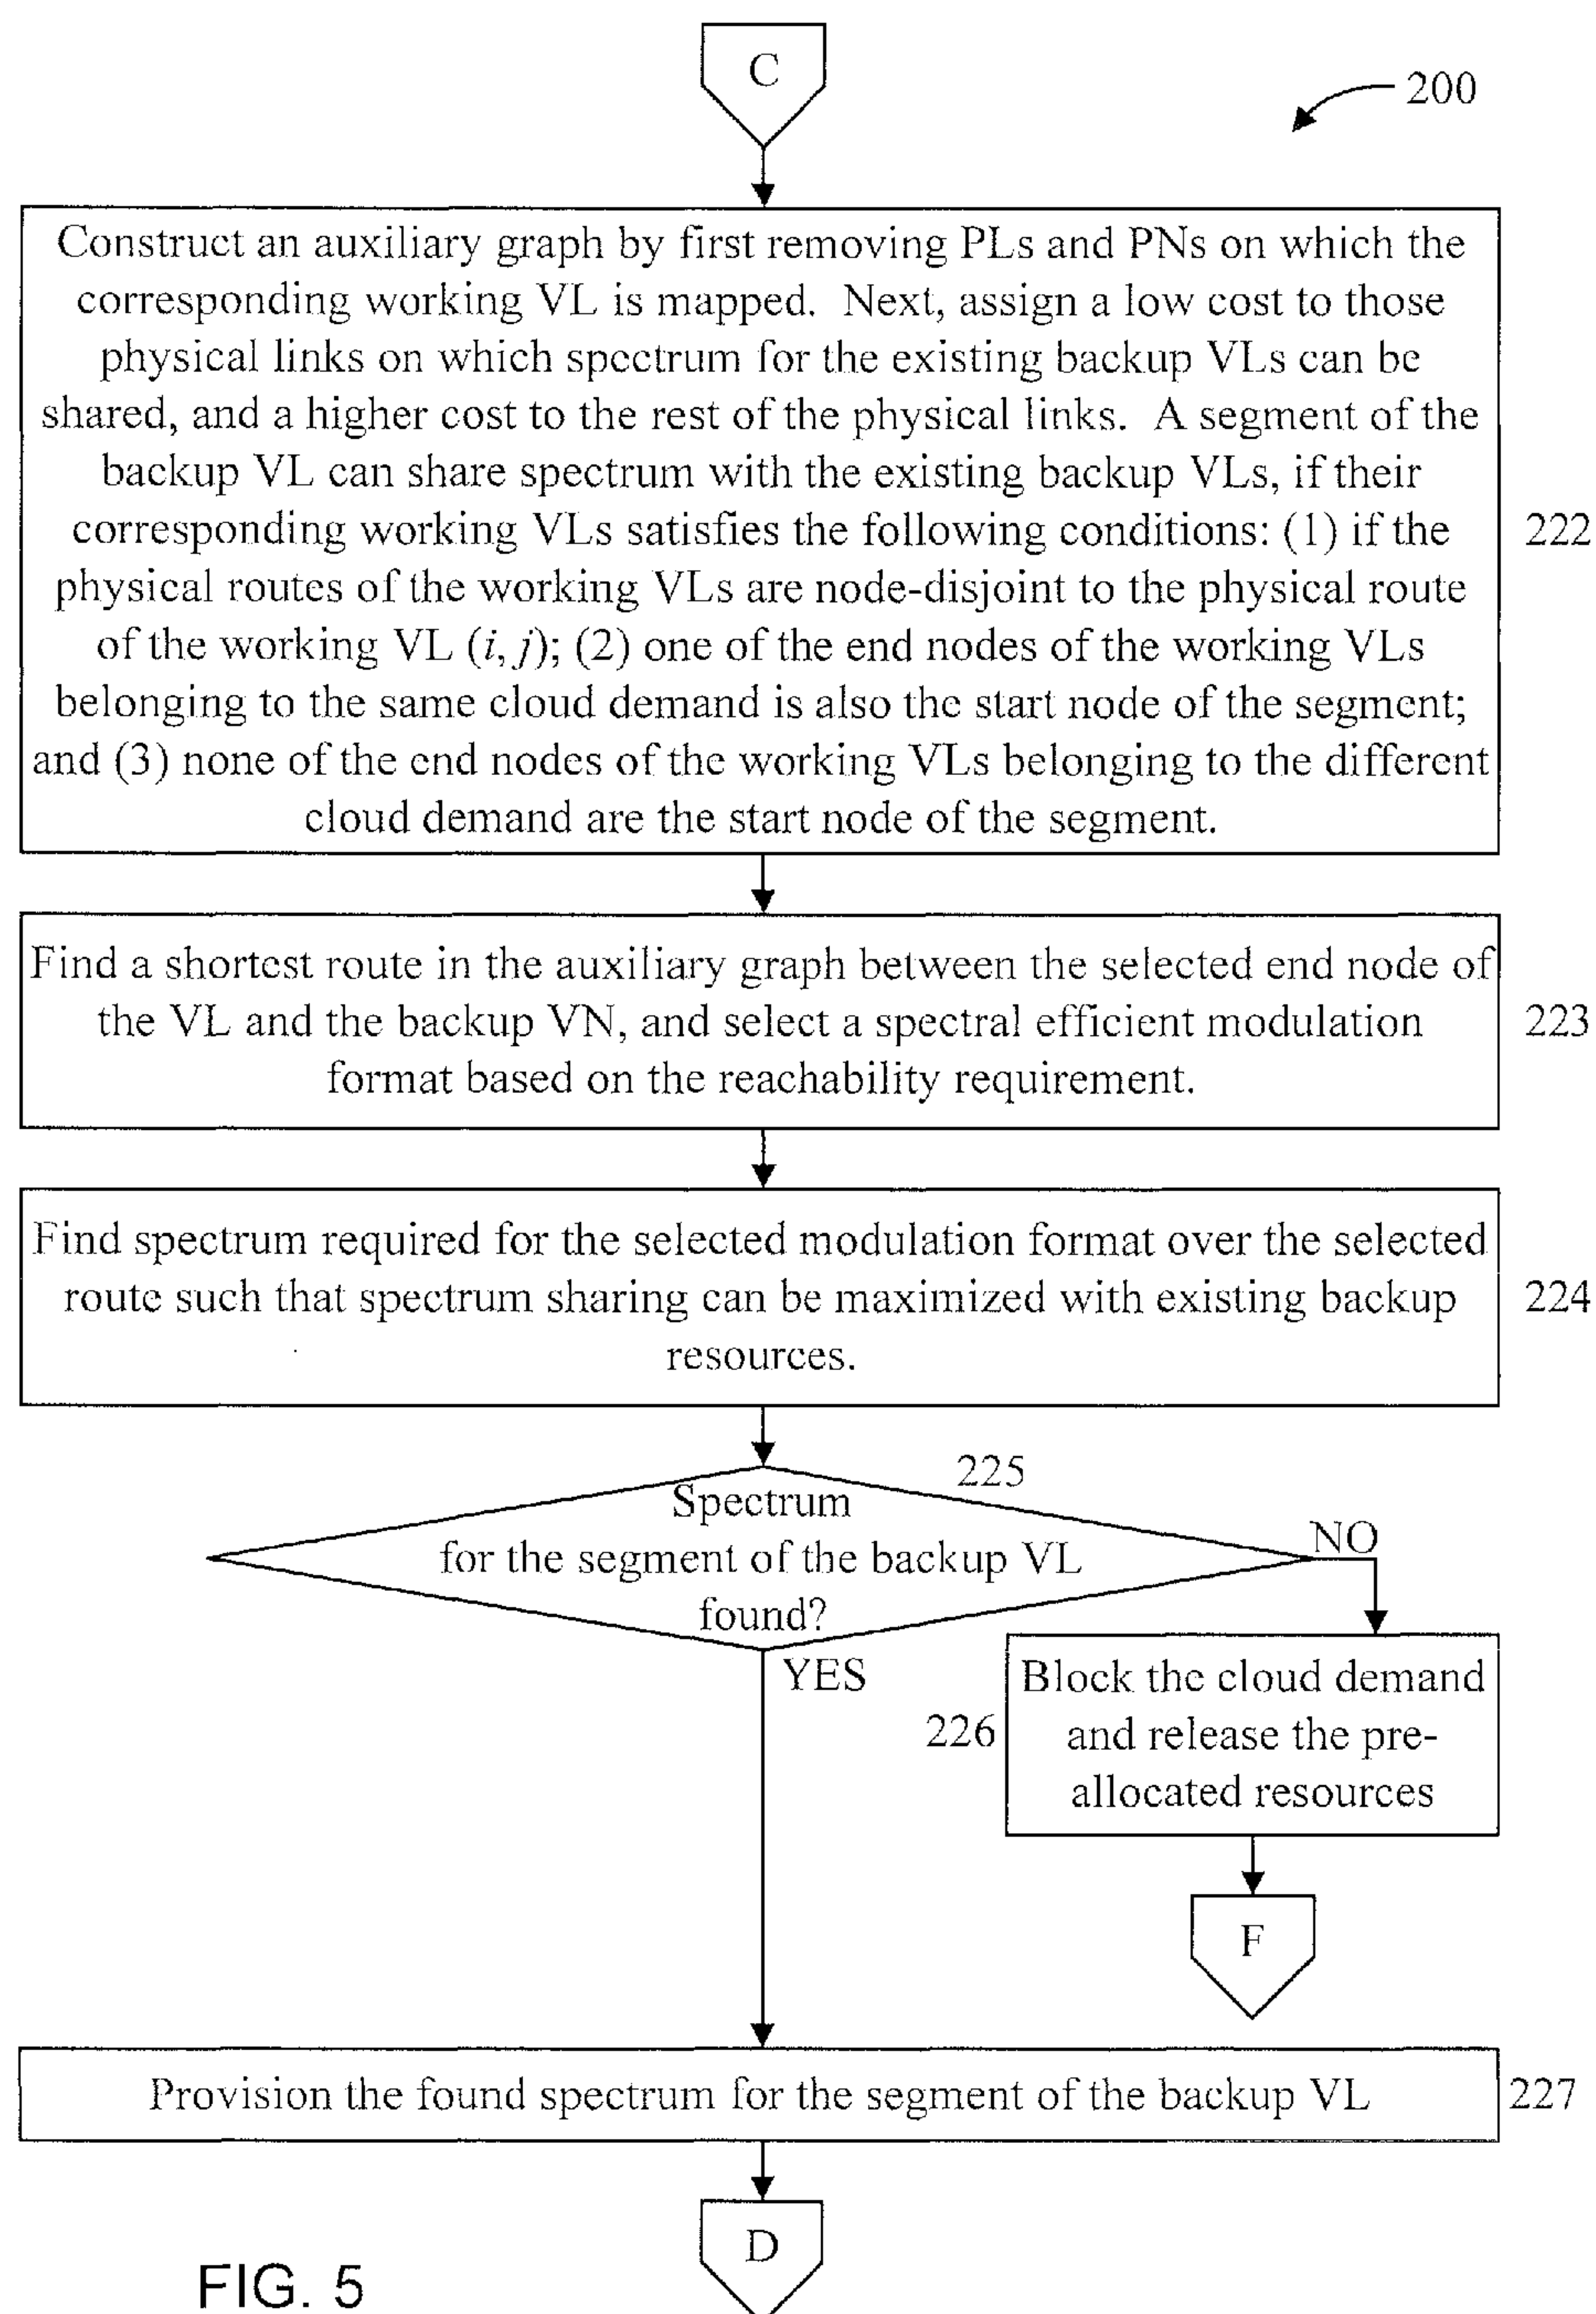 C
200
Construct an auxiliary graph by first removing PLs and PNs on which the
corresponding working VL is mapped. Next, assign a low cost to those
physical links on which spectrum for the existing backup VLs can be
shared, and a higher cost to the rest of the physical links. A segment of the
backup VL can share spectrum with the existing backup VLs, if their
corresponding working VLs satisfies the following conditions: (1) if the
physical routes of the working VLs are node-disjoint to the physical route
of the working VL (i, j); (2) one of the end nodes of the working VLs
belonging to the same cloud demand is also the start node of the segment;
and (3) none of the end nodes of the working VLs belonging to the different
cloud demand are the start node of the segment.
222
Find a shortest route in the auxiliary graph between the selected end node of
the VL and the backup VN, and select a spectral efficient modulation
format based on the reachability requirement.
223
Find spectrum required for the selected modulation format over the selected
route such that spectrum sharing can be maximized with existing backup
resources.
224
225
Spectrum
for the segment of the backup VL
found?
NO
YES
Block the cloud demand
and release the pre-
allocated resources
226
F
Provision the found spectrum for the segment of the backup VL
227
D
FIG. 5